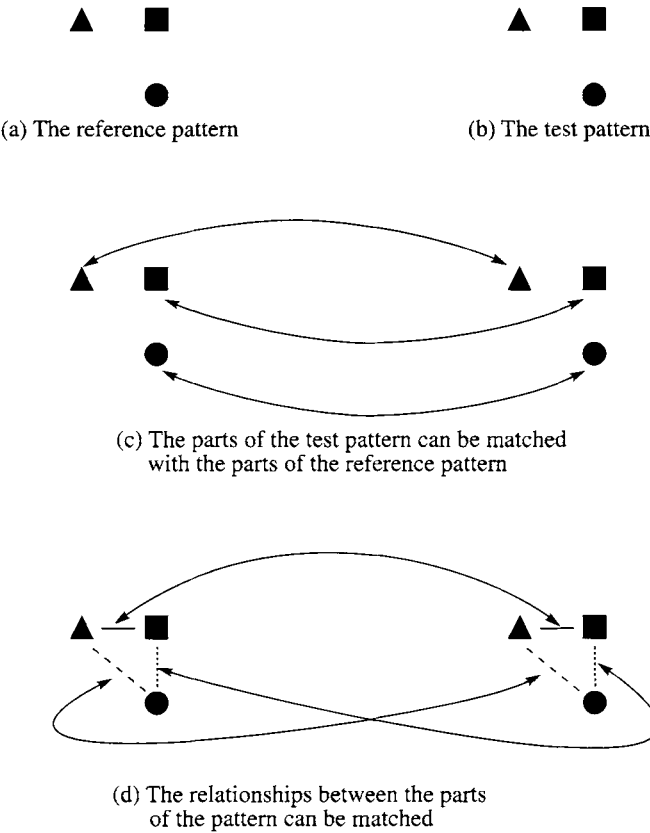 (a) The reference pattern
(b) The test pattern
(c) The parts of the test pattern can be matched
with the parts of the reference pattern
(d) The relationships between the parts
of the pattern can be matched